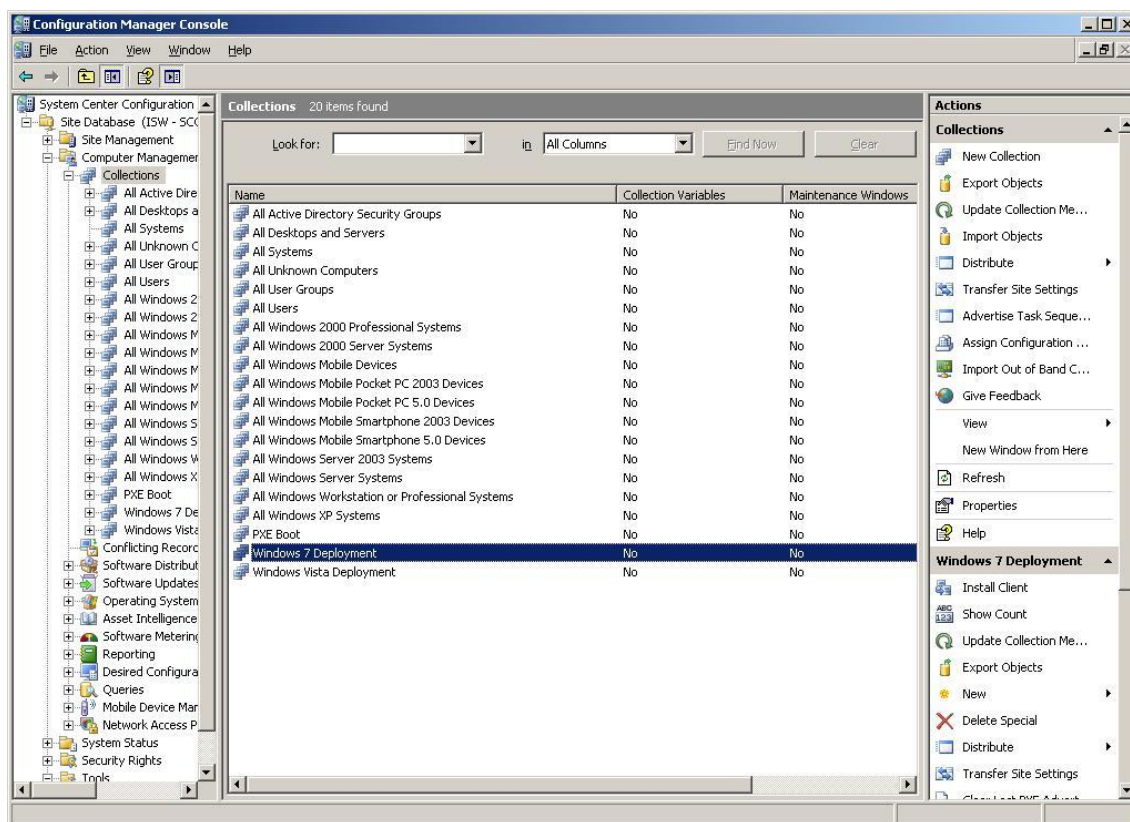 Configuration Manager Console
File Action View Window Help
System Center Configuration
Site Database (ISW - SCC
Site Management
Computer Managemer
Collections
All Active Dire
All Desktops a
All Systems
All Unknown C
All User Group
All Users
All Windows 2
All Windows 2
All Windows M
All Windows M
All Windows M
All Windows M
All Windows M
All Windows S
All Windows S
All Windows W
All Windows X
PXE Boot
Windows 7 De
Windows Vista
Conflicting Recorc
Software Distribut
Software Updates
Operating System
Asset Intelligence
Software Metering
Reporting
Desired Configura
Queries
Mobile Device Mar
Network Access P
System Status
Security Rights
Tools
Collections 20 items found
Look for: in All Columns Find Now Clear
Name Collection Variables Maintenance Windows
All Active Directory Security Groups No No
All Desktops and Servers No No
All Systems No No
All Unknown Computers No No
All User Groups No No
All Users No No
All Windows 2000 Professional Systems No No
All Windows 2000 Server Systems No No
All Windows Mobile Devices No No
All Windows Mobile Pocket PC 2003 Devices No No
All Windows Mobile Pocket PC 5.0 Devices No No
All Windows Mobile Smartphone 2003 Devices No No
All Windows Mobile Smartphone 5.0 Devices No No
All Windows Server 2003 Systems No No
All Windows Server Systems No No
All Windows Workstation or Professional Systems No No
All Windows XP Systems No No
PXE Boot No No
Windows 7 Deployment No No
Windows Vista Deployment No No
Actions
Collections
New Collection
Export Objects
Update Collection Me...
Import Objects
Distribute
Transfer Site Settings
Advertise Task Seque...
Assign Configuration ...
Import Out of Band C...
Give Feedback
View
New Window from Here
Refresh
Properties
Help
Windows 7 Deployment
Install Client
ABC
123
Show Count
Update Collection Me...
Export Objects
New
Delete Special
Distribute
Transfer Site Settings